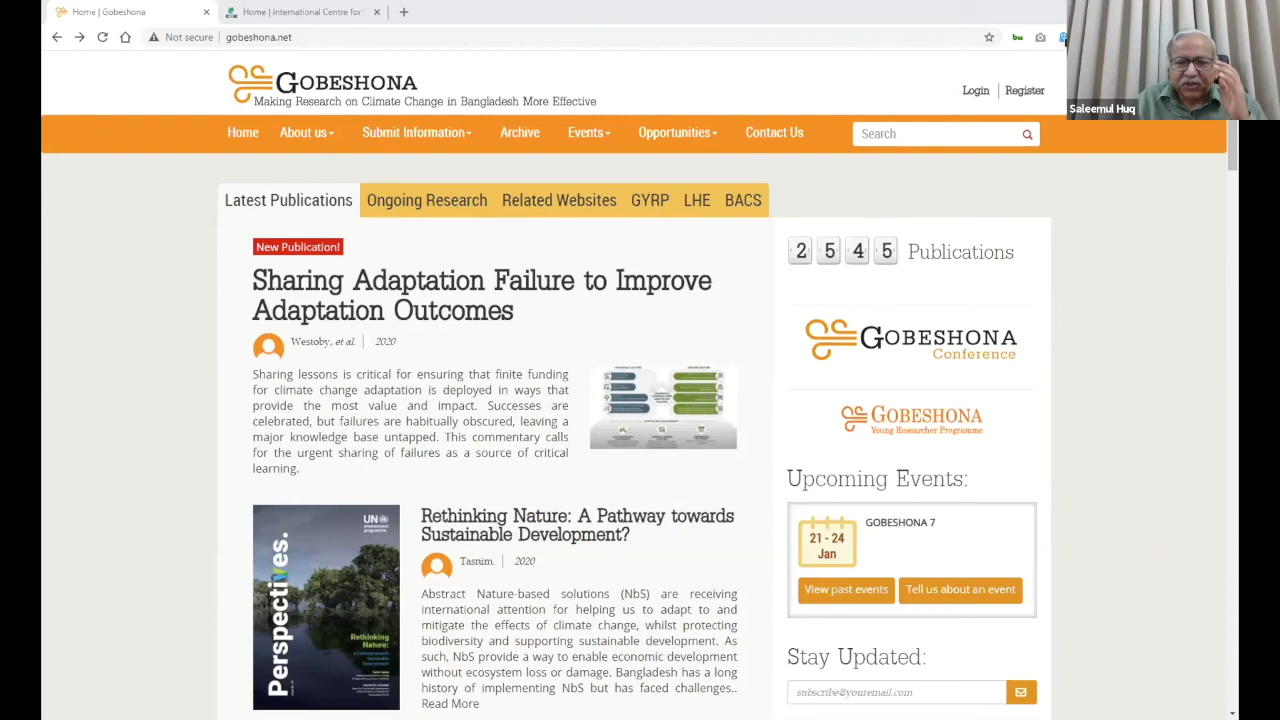 Home | Gobeshona
Home | International Centre for
Not secure
gobeshona.net
Saleemul Huq
GOBESHONA
Making Research on Climate Change in Bangladesh More Effective
Login
Register
Home
About us
Submit Information
Archive
Events
Opportunities
Contact Us
Search
Latest Publications
Ongoing Research
Related Websites
GYRP
LHE
BACS
New Publication!
Sharing Adaptation Failure to Improve
Adaptation Outcomes
Westoby, et al.
2020
Sharing lessons is critical for ensuring that finite funding
for climate change adaptation is deployed in ways that
provide the most value and impact. Successes are
celebrated, but failures are habitually obscured, leaving a
major knowledge base untapped. This commentary calls
for the urgent sharing of failures as a source of critical
learning.
UN
environment
programme
Perspectives.
Rethinking
Nature:
Rethinking Nature: A Pathway towards
Sustainable Development?
Tasnim.
2020
Abstract Nature-based solutions (NbS) are receiving
international attention for helping us to adapt to and
mitigate the effects of climate change, whilst protecting
biodiversity and supporting sustainable development. As
such, NbS provide a way to enable economic development
without ecosystem decay or damage. Bangladesh has a long
history of implementing NbS but has faced challenges...
Read More
2 5 4 5 Publications
GOBESHONA
Conference
GOBESHONA
Young Researcher Programme
Upcoming Events:
21 - 24
Jan
GOBESHONA 7
View past events
Tell us about an event
Stay Updated: